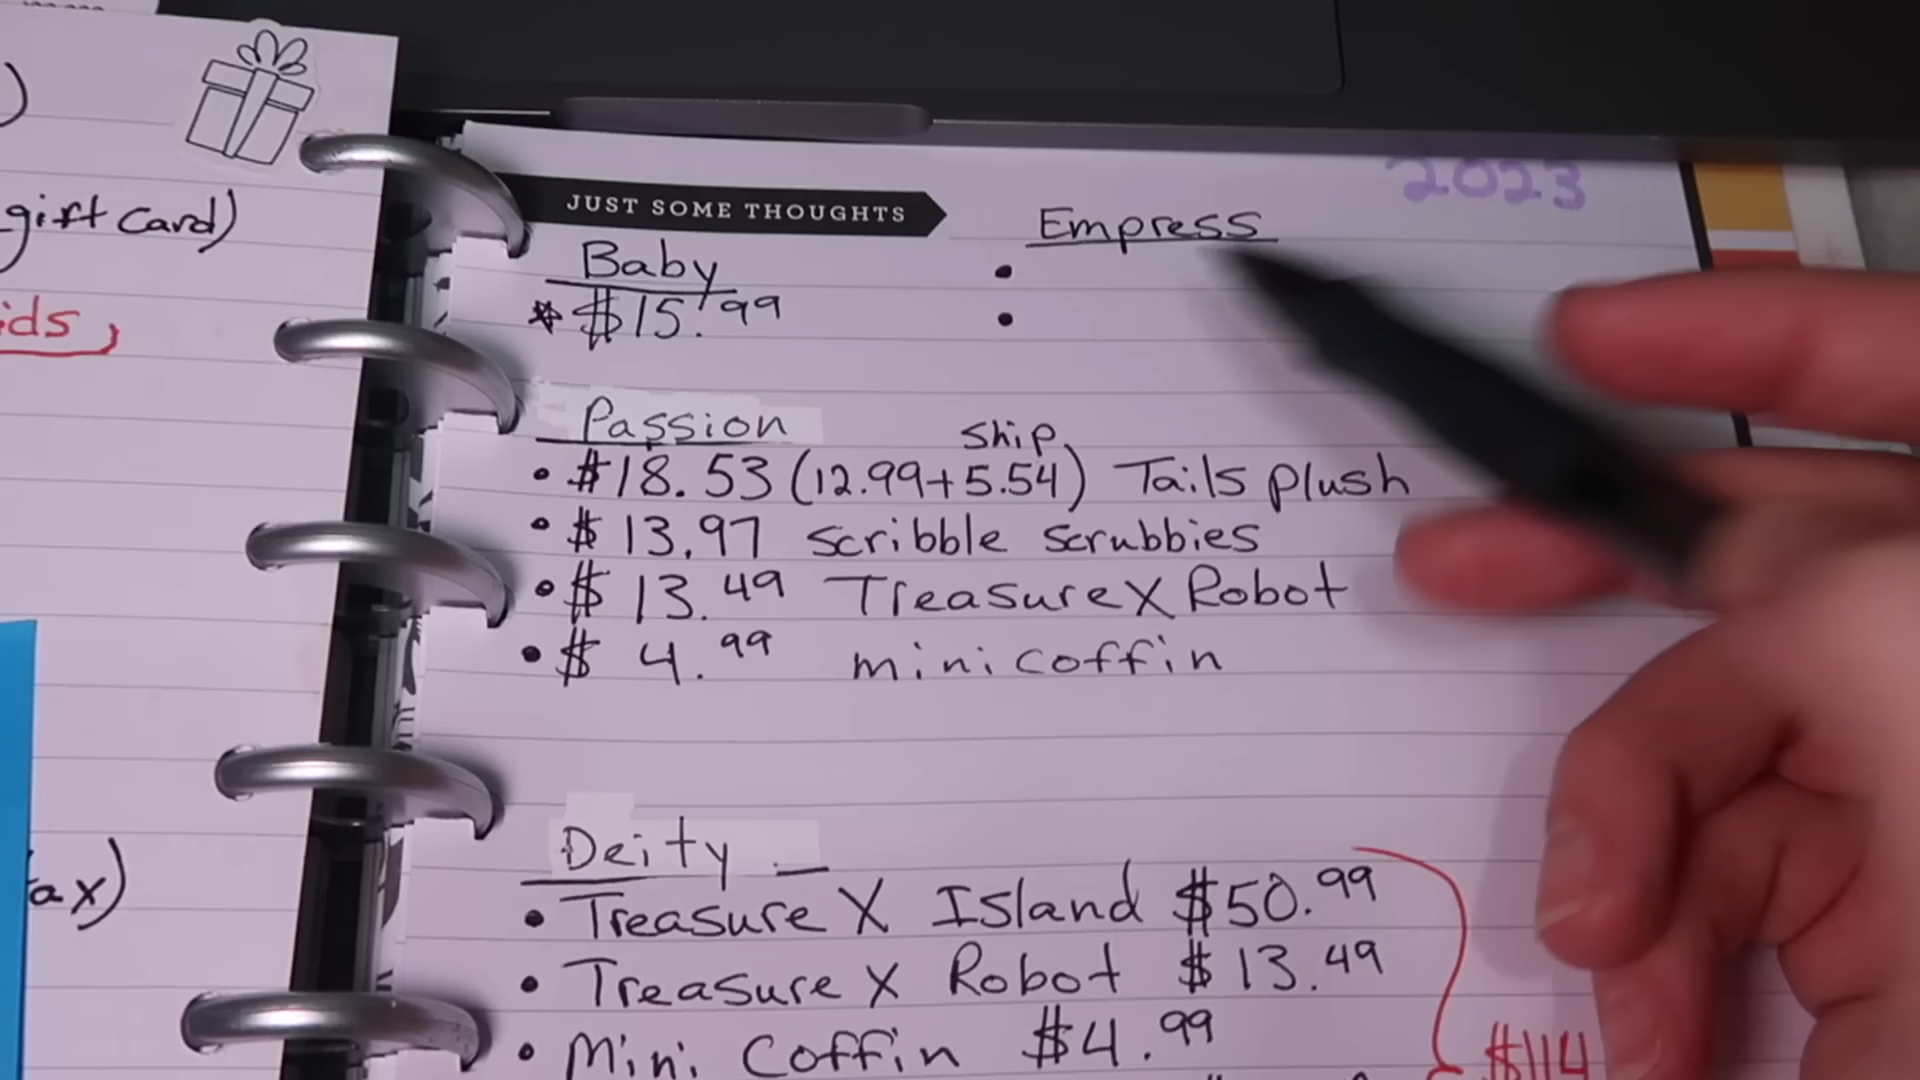 )
gift card)
ids,
tax)
2023
JUST SOME THOUGHTS
Empress
Baby
* $15.99
Passion
Ship
• $18.53 (12.99+5.54) Tails plush
• $13.97 scribble scrubbies
• $13.49 Treasure X Robot
• $4.99 mini coffin
Deity
• Treasure X Island $50.99
• Treasure X Robot $13.49
• Mini Coffin $4.99
$114